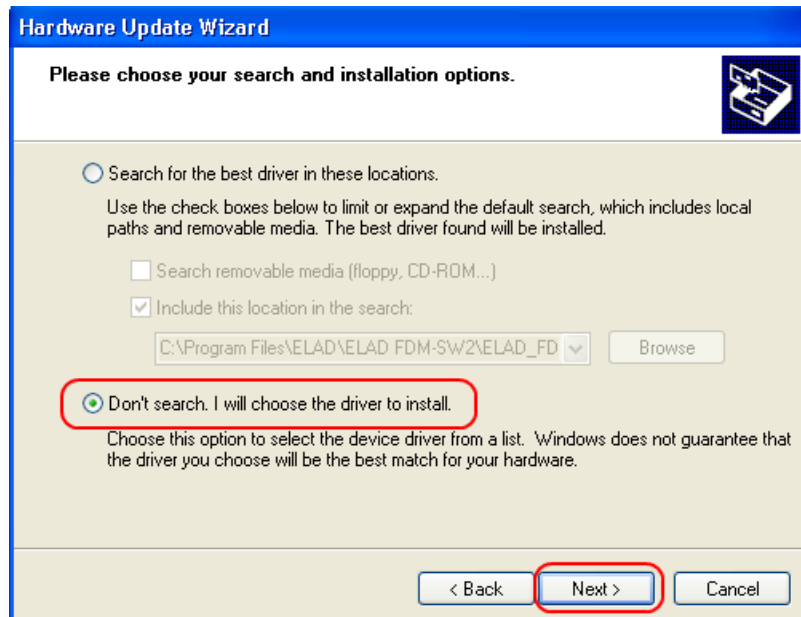 Hardware Update Wizard
Please choose your search and installation options.
Search for the best driver in these locations.
Use the check boxes below to limit or expand the default search, which includes local
paths and removable media. The best driver found will be installed.
Search removable media (floppy, CD-ROM...)
Include this location in the search:
C:\Program Files\ELAD\ELAD FDM-SW2\ELAD_FD
Browse
Don't search. I will choose the driver to install.
Choose this option to select the device driver from a list. Windows does not guarantee that
the driver you choose will be the best match for your hardware.
< Back Next > Cancel